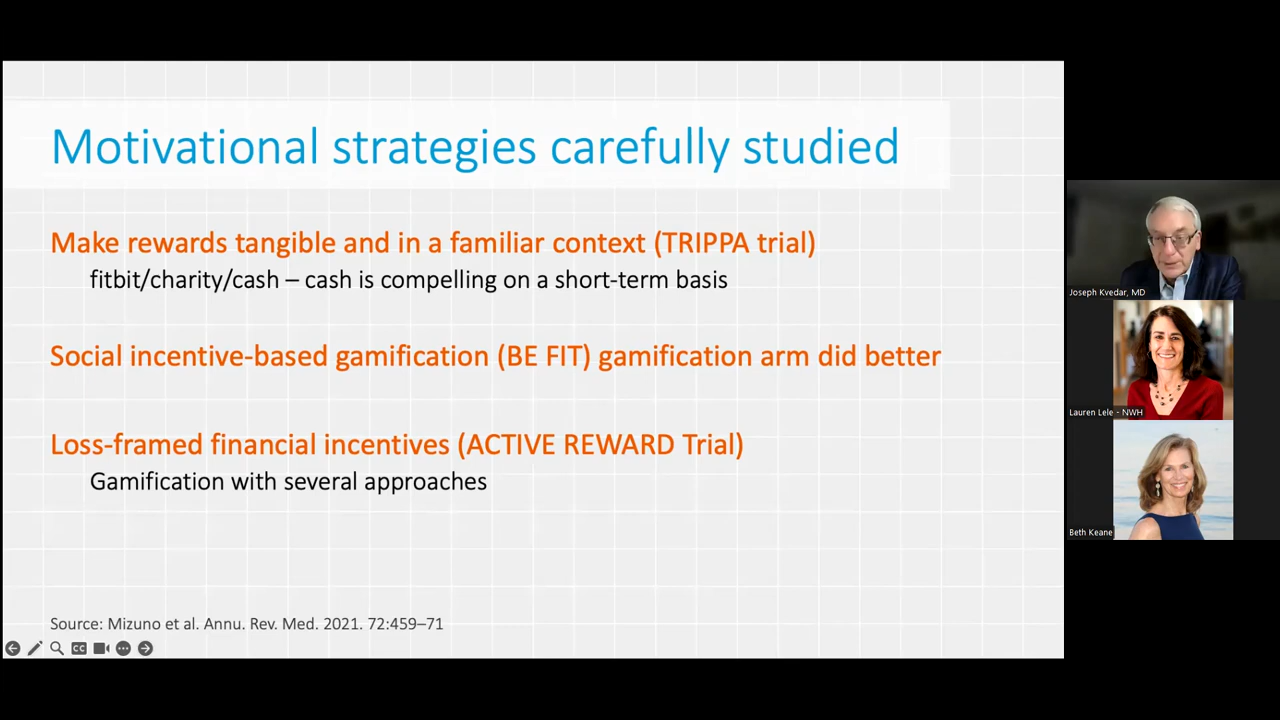 Motivational strategies carefully studied
Make rewards tangible and in a familiar context (TRIPPA trial)
fitbit/charity/cash – cash is compelling on a short-term basis
Social incentive-based gamification (BE FIT) gamification arm did better
Loss-framed financial incentives (ACTIVE REWARD Trial)
Gamification with several approaches
Source: Mizuno et al. Annu. Rev. Med. 2021. 72:459–71
CC
Joseph Kvedar, MD
Lauren Lele - NWH
Beth Keane